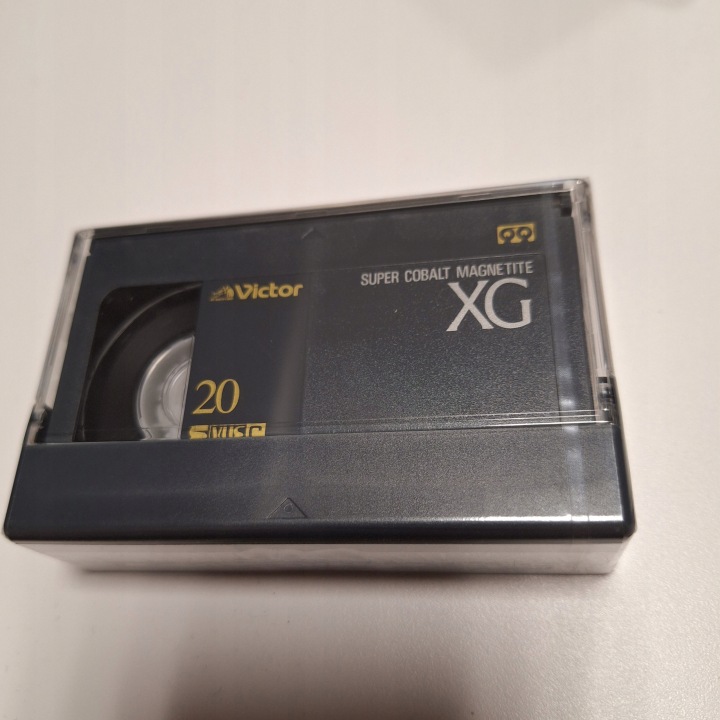 Victor
SUPER COBALT MAGNETITE
XG
20
S VHS C